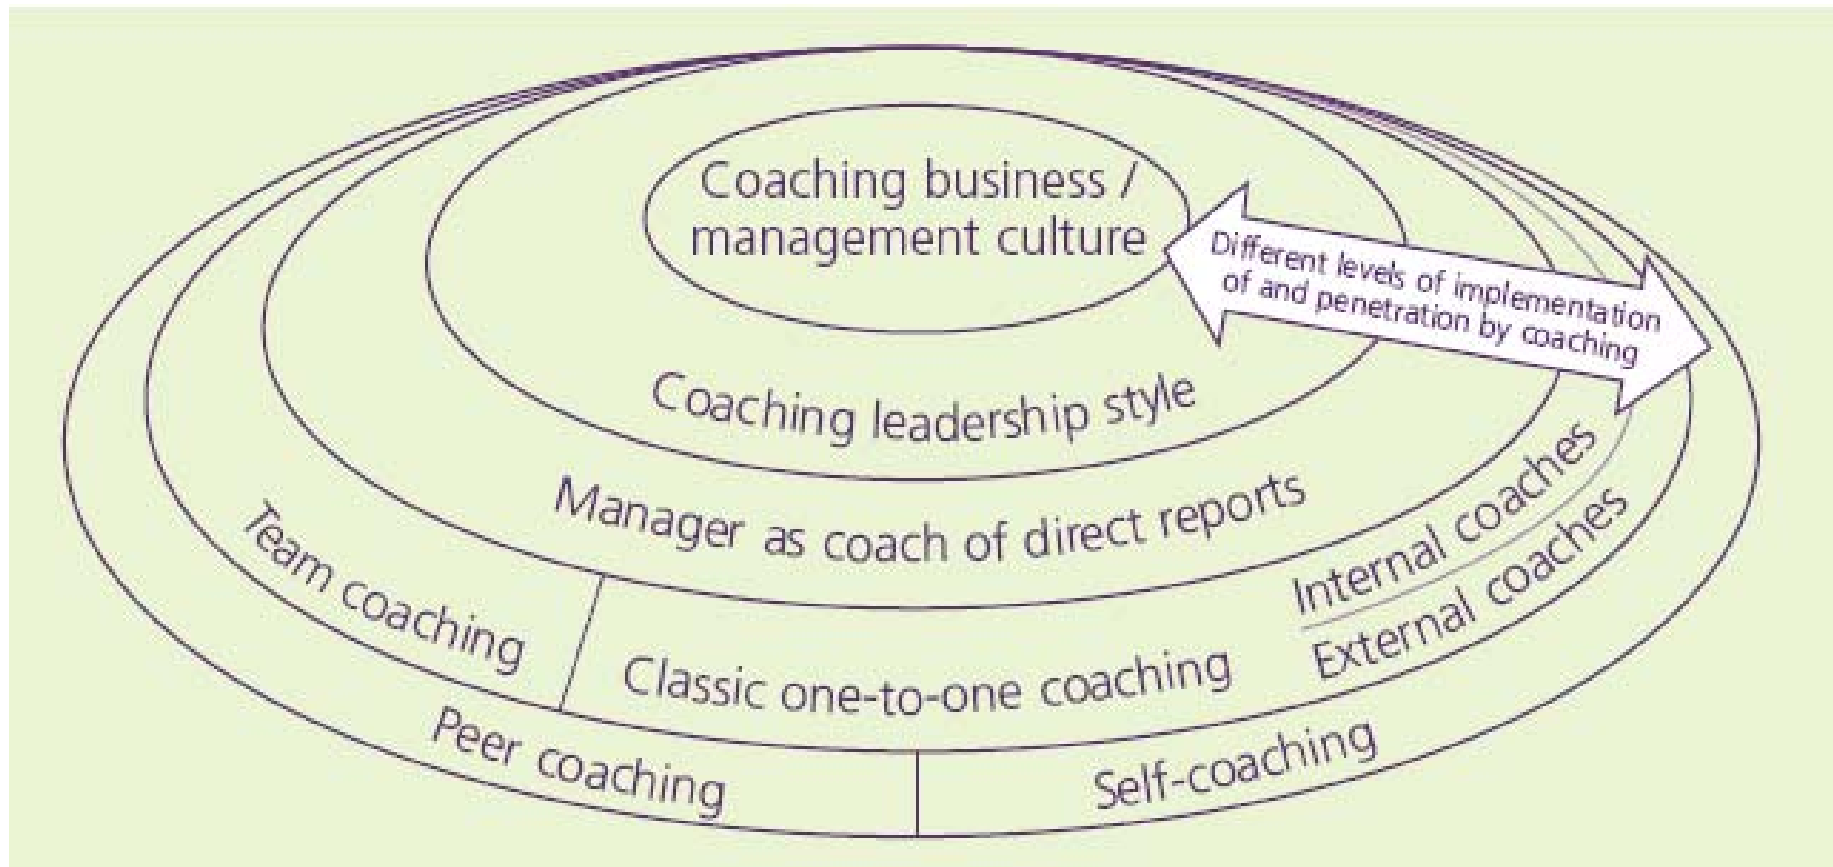 Coaching business /
management culture
Different levels of implementation
of and penetration by coaching
Coaching leadership style
Manager as coach of direct reports
Team coaching
Classic one-to-one coaching
Internal coaches
External coaches
Peer coaching
Self-coaching